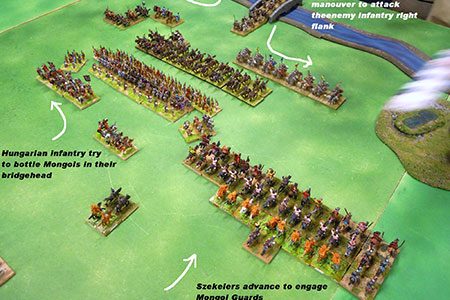 manouver to attack
theenemy infantry right
flank
Hungarian infantry try
to bottle Mongols in their
bridgehead
Szekelers advance to engage
Mongol Guards